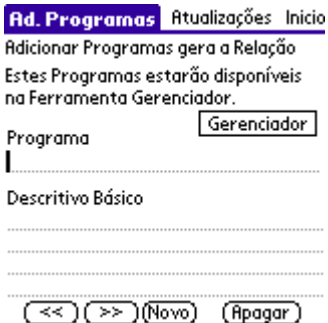 Ad. Programas Atualizações Inicio
Adicionar Programas gera a Relação
Estes Programas estarão disponíveis
na Ferramenta Gerenciador.
Gerenciador
Programa
Descritivo Básico
<< >> Novo Apagar